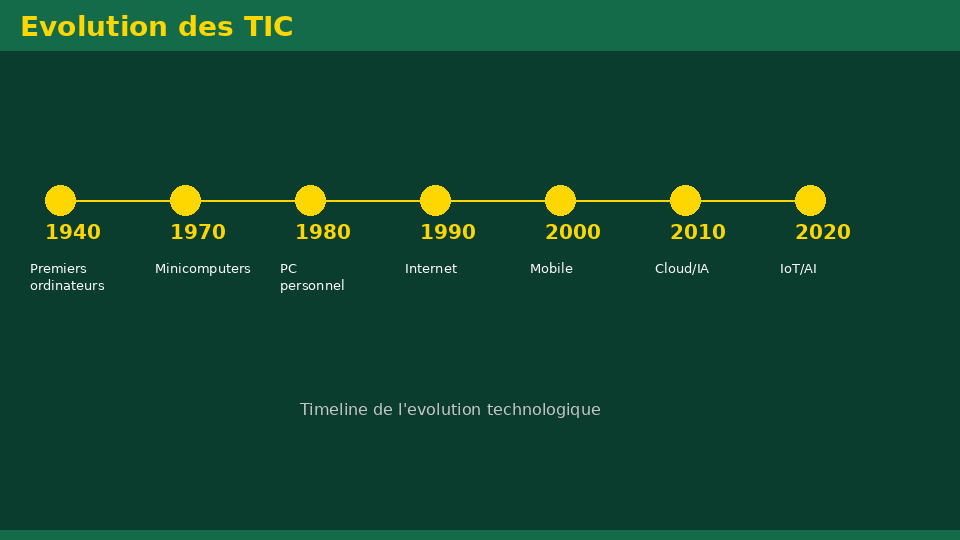 Evolution des TIC
1940 1970 1980 1990 2000 2010 2020
Premiers ordinateurs
Minicomputers
PC personnel
Internet
Mobile
Cloud/IA
IoT/AI
Timeline de l'evolution technologique